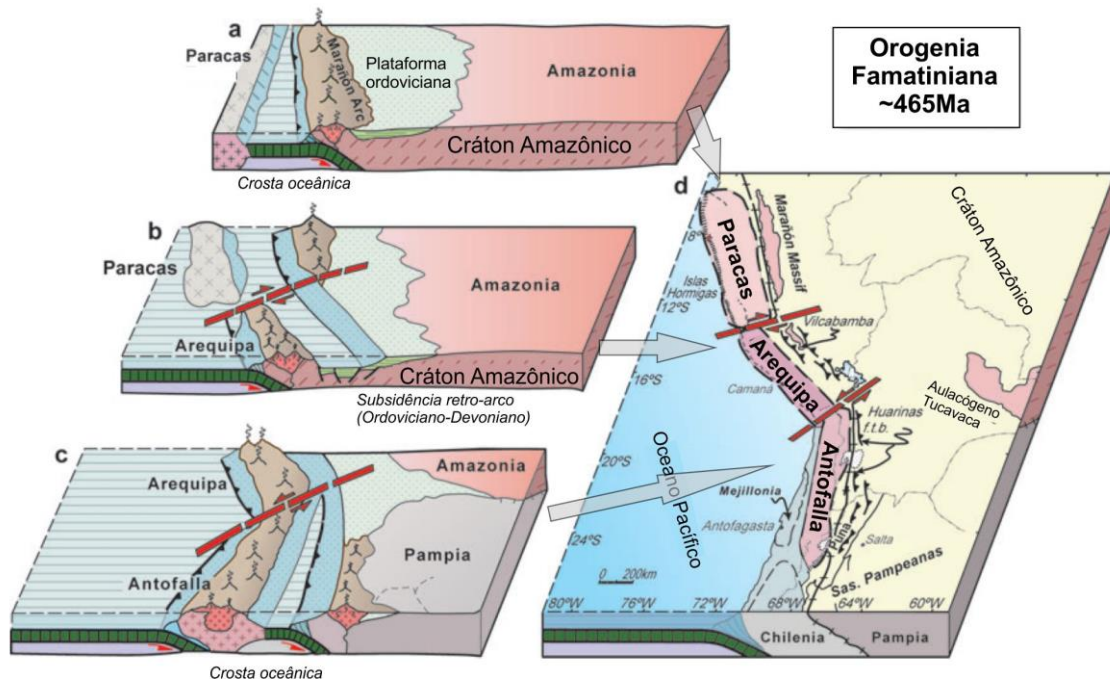 a
Paracas
Marañón Arc
Plataforma
ordoviciana
Amazonia
Cráton Amazônico
Crosta oceânica
Orogenia
Famatiniana
~465Ma
b
Paracas
Arequipa
Amazonia
Cráton Amazônico
Subsidência retro-arco
(Ordoviciano-Devoniano)
c
Arequipa
Antofalla
Amazonia
Pampia
Crosta oceânica
d
Paracas
Marañón Massif
Cráton Amazônico
8°
Islas
Hormigas
12°S
Vilcabamba
Arequipa
16°S
Camaná
Aulacógeno
Tucavaca
Huarinas
f.t.b.
Oceano Pacífico
20°S
Antofalla
Mejillonia
Antofagasta
Puna
Salta
24°S
Sas. Pampeanas
0 200km
80°W
76°W
72°W
68°W
64°W
60°W
Chilenia
Pampia